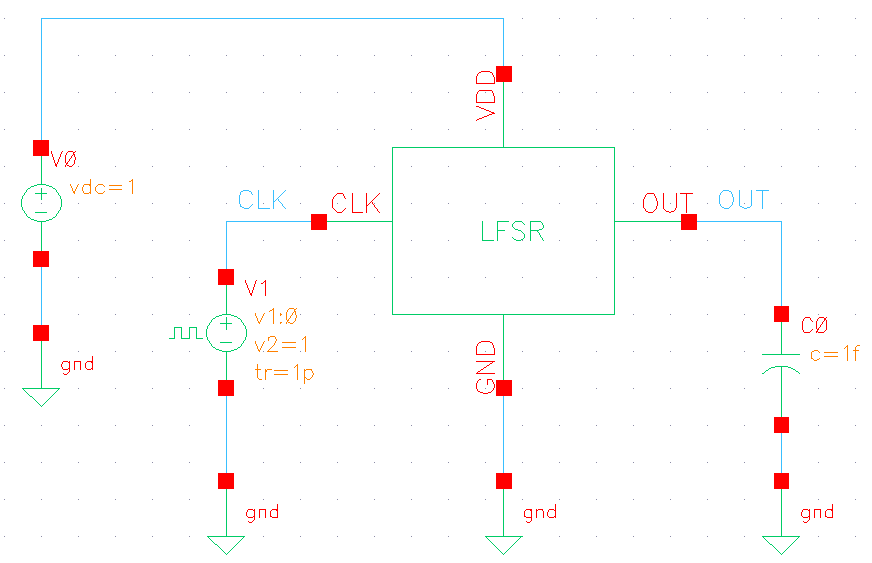 VDD
V0
vdc=1
CLK
CLK
OUT
OUT
LFSR
V1
v1:0
v2=1
tr=1p
C0
c=1f
GND
gnd
gnd
gnd
gnd